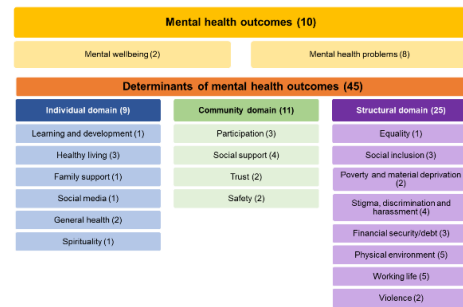 Mental health outcomes (10)
Mental wellbeing (2)
Mental health problems (8)
Determinants of mental health outcomes (45)
Individual domain (9)
Learning and development (1)
Healthy living (3)
Family support (1)
Social media (1)
General health (2)
Spirituality (1)
Community domain (11)
Participation (3)
Social support (4)
Trust (2)
Safety (2)
Structural domain (25)
Equality (1)
Social inclusion (3)
Poverty and material deprivation
(2)
Stigma, discrimination and
harassment (4)
Financial security/debt (3)
Physical environment (5)
Working life (5)
Violence (2)